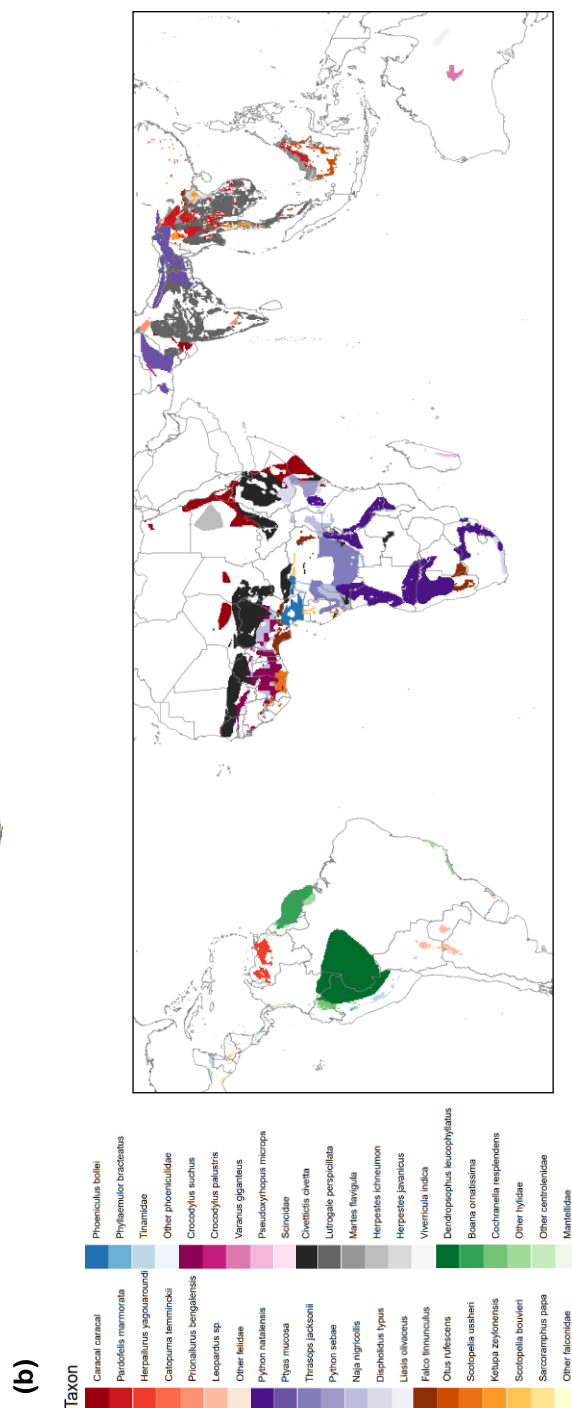 (b)
Taxon
Caracal caracal
Pardofelis marmorata
Herpailurus yagouaroundi
Catopuma temminckii
Prionailurus bengalensis
Leopardus sp.
Other felidae
Python natalensis
Ptyas mucosa
Thrasops jacksonii
Python sebae
Naja nigricollis
Dispholidus typus
Liasis olivaceus
Falco tinnunculus
Otus rufescens
Scotopelia ussheri
Ketupa zeylonensis
Scotopelia bouvieri
Sarcoramphus papa
Other falconidae
Phoeniculus bollei
Phyllaemulor bracteatus
Tinamidae
Other phoeniculidae
Crocodylus suchus
Crocodylus palustris
Varanus giganteus
Pseudoxyrhopus microps
Scincidae
Civettictis civetta
Lutrogale perspicillata
Martes flavigula
Herpestes ichneumon
Herpestes javanicus
Viverricula indica
Dendropsophus leucophyllatus
Boana ornatissima
Cochranella resplendens
Other hylidae
Other centrolenidae
Mantellidae